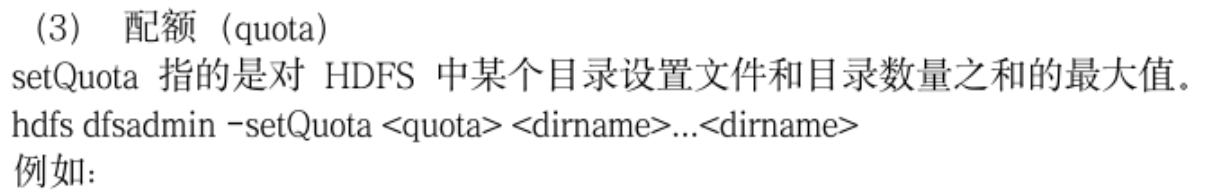 （3） 配额（quota）
setQuota 指的是对 HDFS 中某个目录设置文件和目录数量之和的最大值。
hdfs dfsadmin -setQuota <quota> <dirname>...<dirname>
例如：